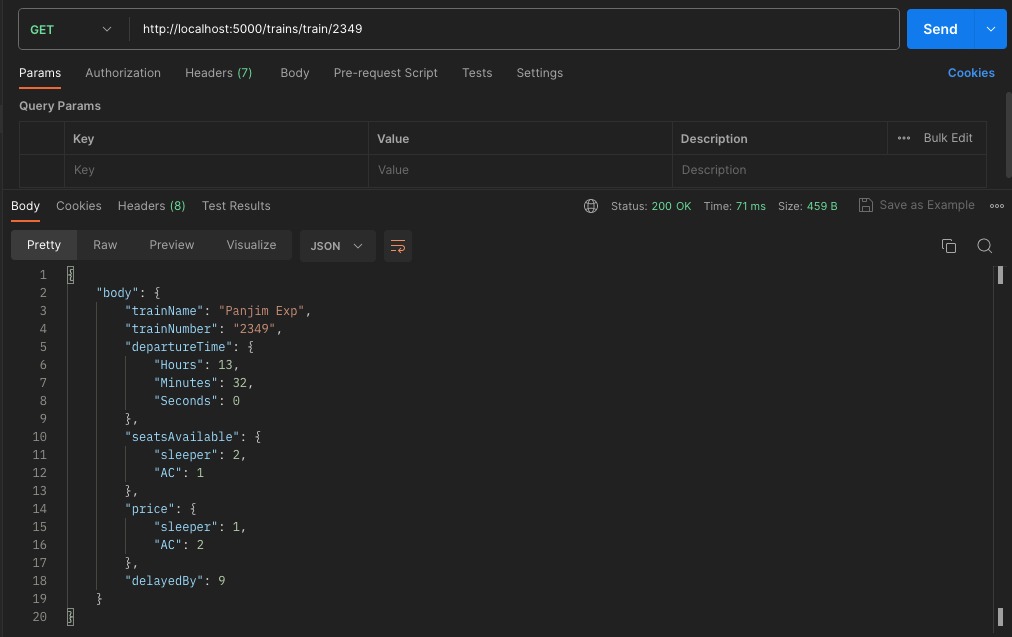 GET http://localhost:5000/trains/train/2349 Send
Params Authorization Headers (7) Body Pre-request Script Tests Settings Cookies
Query Params
Key Value Description ••• Bulk Edit
Key Value Description
Body Cookies Headers (8) Test Results Status: 200 OK Time: 71 ms Size: 459 B Save as Example
Pretty Raw Preview Visualize JSON
1 {
2 "body": {
3 "trainName": "Panjim Exp",
4 "trainNumber": "2349",
5 "departureTime": {
6 "Hours": 13,
7 "Minutes": 32,
8 "Seconds": 0
9 },
10 "seatsAvailable": {
11 "sleeper": 2,
12 "AC": 1
13 },
14 "price": {
15 "sleeper": 1,
16 "AC": 2
17 },
18 "delayedBy": 9
19 }
20 }